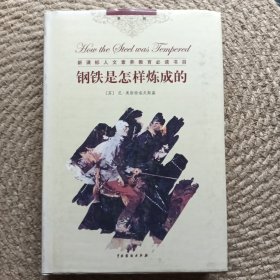 How the Steel was Tempered
新课标人文素养教育必读书目
钢铁是怎样炼成的
[苏] 尼·奥斯特洛夫斯基